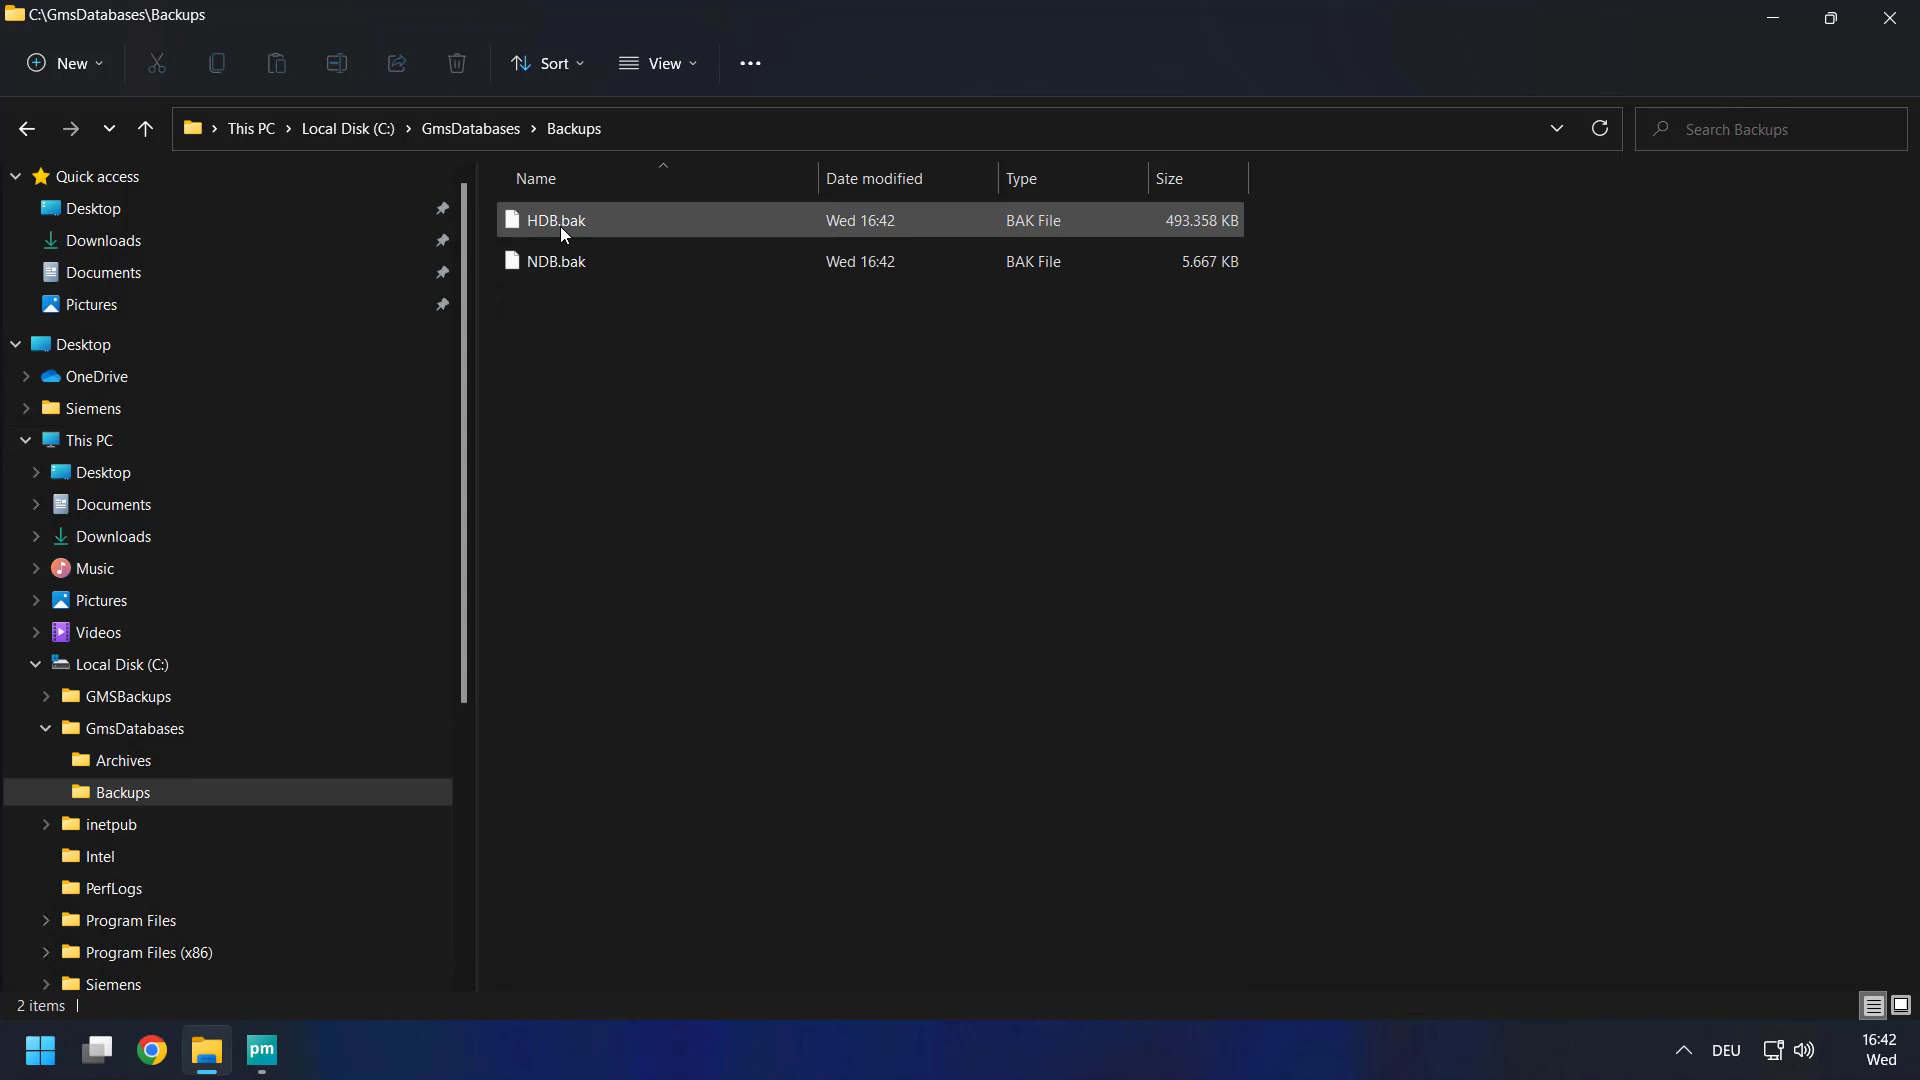 C:\GmsDatabases\Backups
New
Sort
View
This PC
Local Disk (C:)
GmsDatabases
Backups
Search Backups
Quick access
Desktop
Downloads
Documents
Pictures
Desktop
OneDrive
Siemens
This PC
Desktop
Documents
Downloads
Music
Pictures
Videos
Local Disk (C:)
GMSBackups
GmsDatabases
Archives
Backups
inetpub
Intel
PerfLogs
Program Files
Program Files (x86)
Siemens
Name Date modified Type Size
HDB.bak Wed 16:42 BAK File 493.358 KB
NDB.bak Wed 16:42 BAK File 5.667 KB
2 items
pm
DEU
16:42
Wed